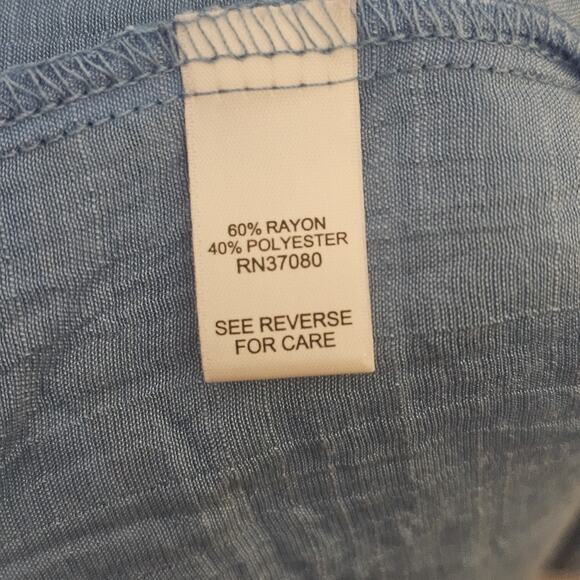 60% RAYON
40% POLYESTER
RN37080
SEE REVERSE
FOR CARE